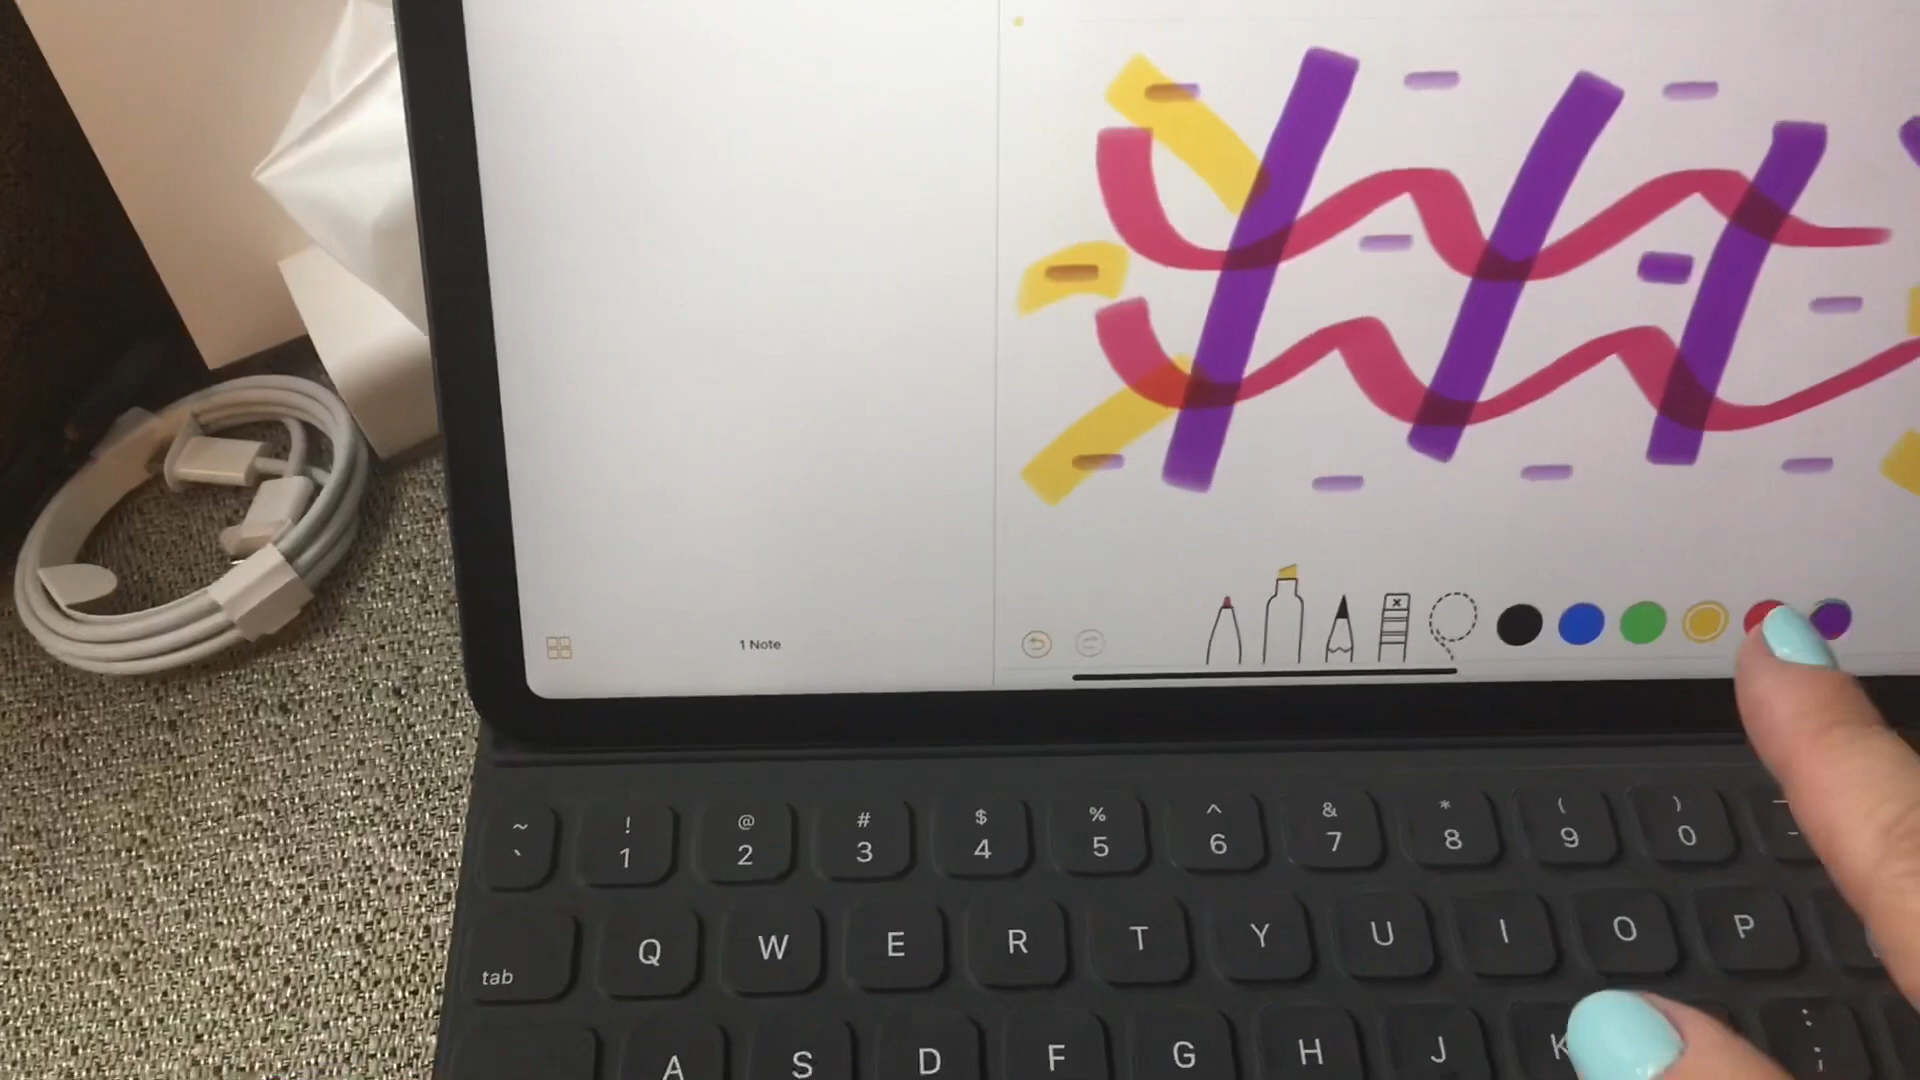 1 Note
~ ! @ # $ % ^ & * ( )
` 1 2 3 4 5 6 7 8 9 0 -
tab Q W E R T Y U I O P
A S D F G H J K : ;